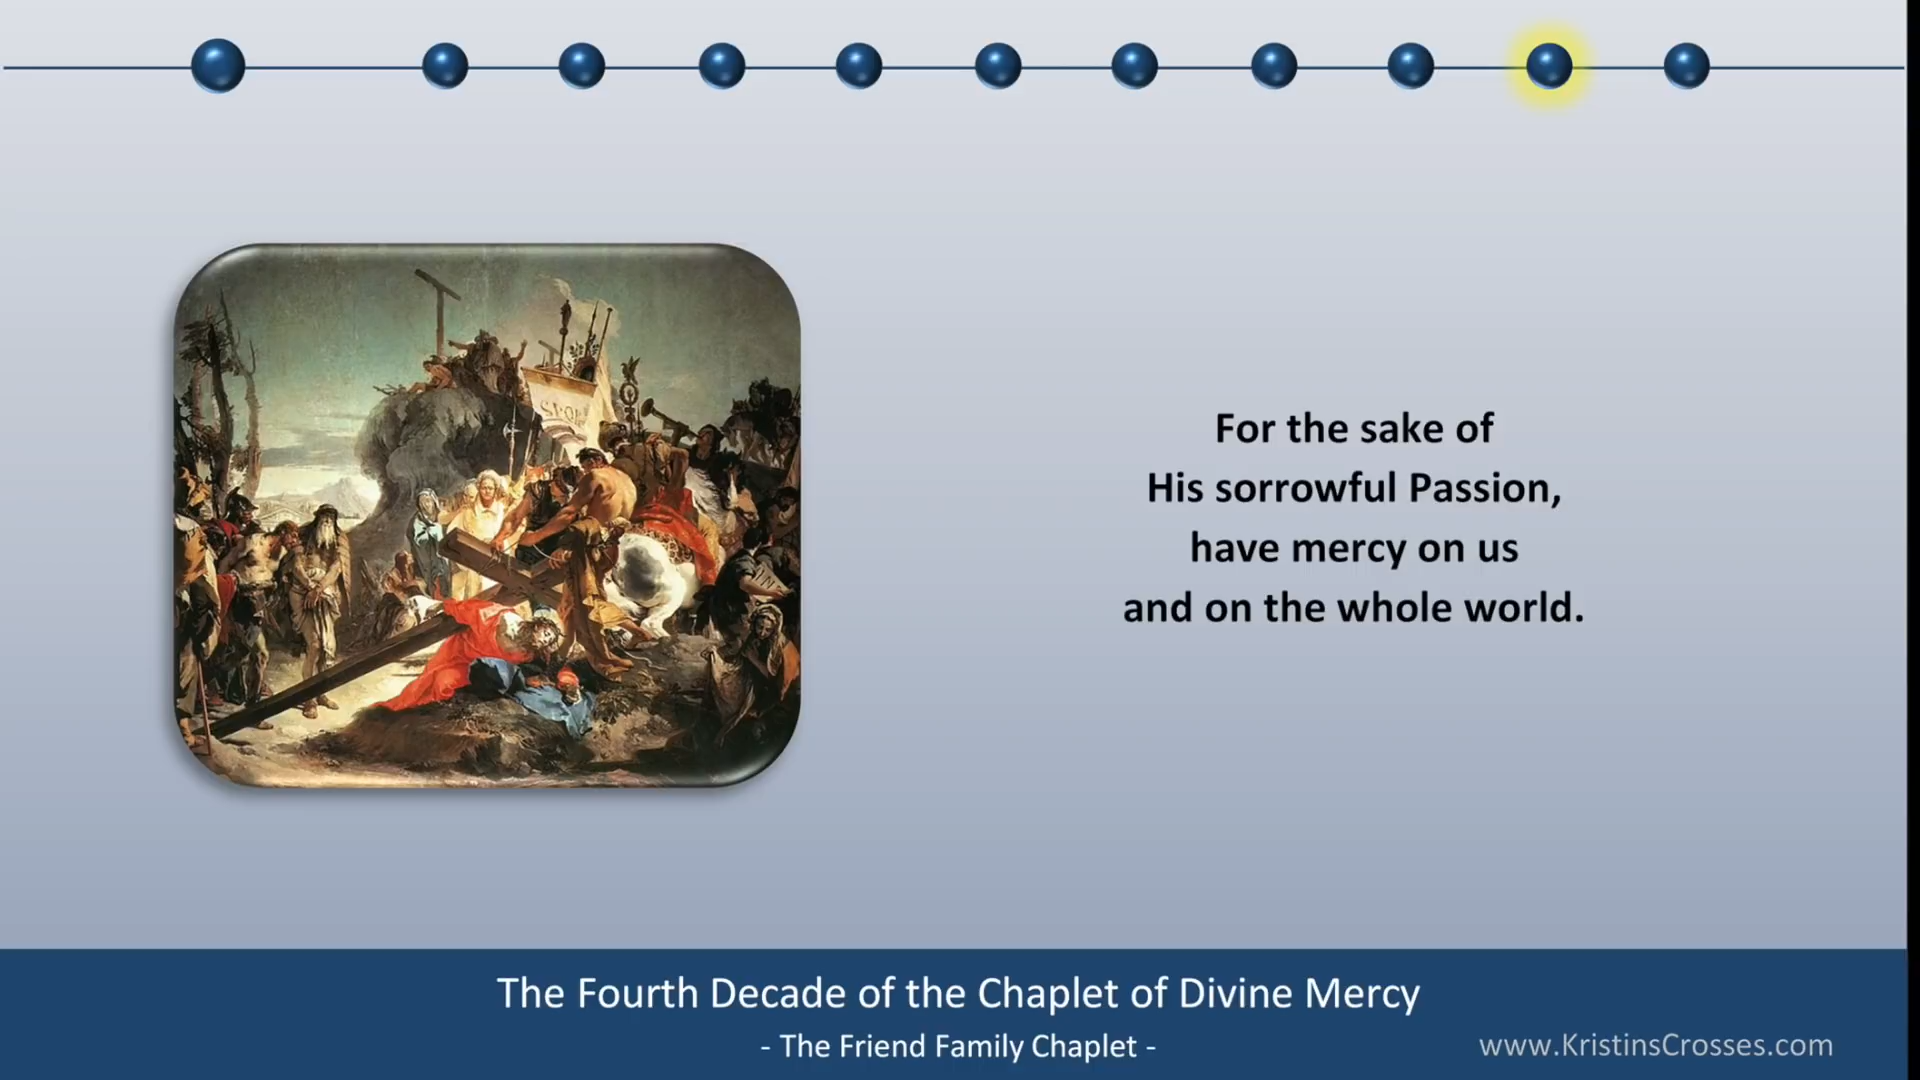 SPQR
For the sake of
His sorrowful Passion,
have mercy on us
and on the whole world.
The Fourth Decade of the Chaplet of Divine Mercy
- The Friend Family Chaplet -
www.KristinsCrosses.com